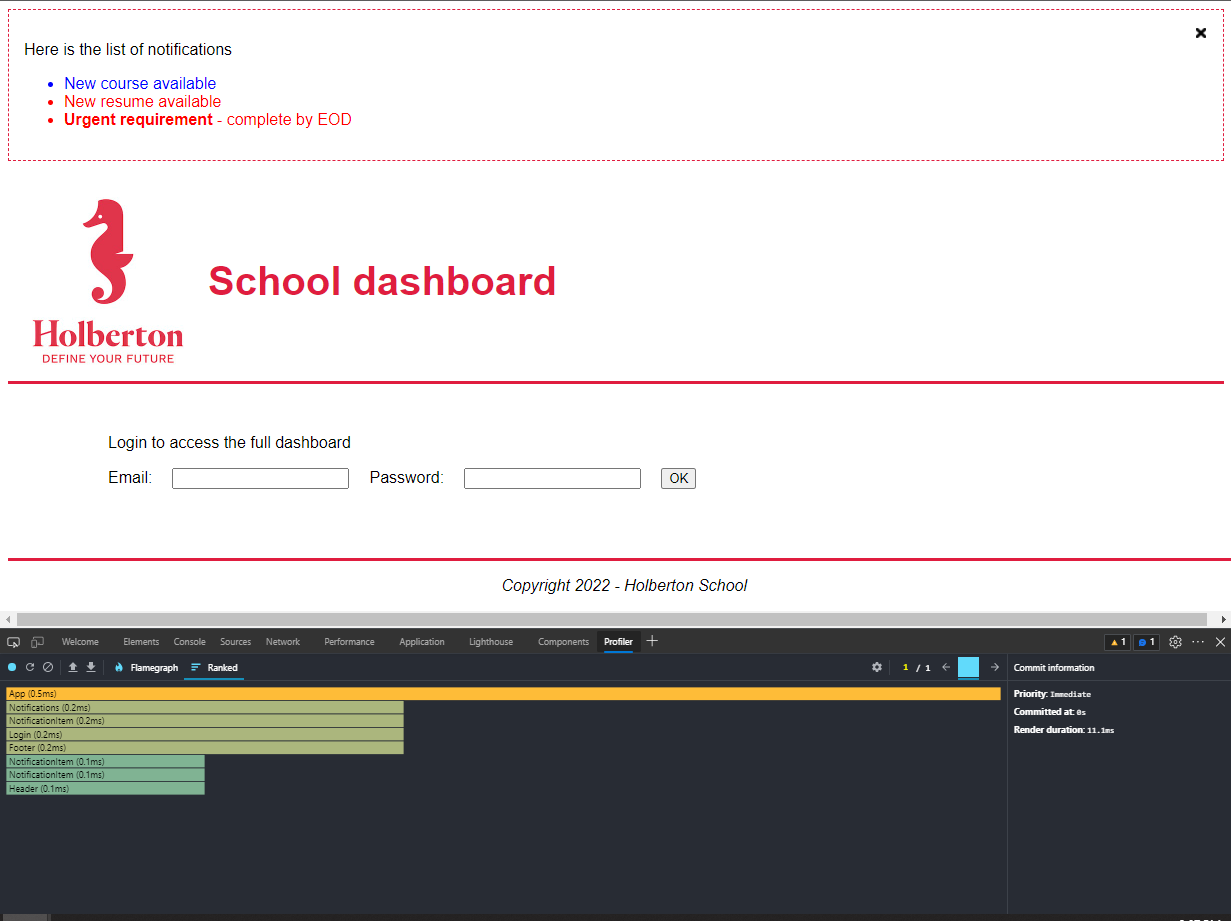 Here is the list of notifications
New course available
New resume available
Urgent requirement - complete by EOD
School dashboard
Holberton
DEFINE YOUR FUTURE
Login to access the full dashboard
Email: Password: OK
Copyright 2022 - Holberton School
Welcome Elements Console Sources Network Performance Application Lighthouse Components Profiler 1 1
Flamegraph Ranked 1 / 1 Commit information
App (0.5ms)
Notifications (0.2ms)
NotificationItem (0.2ms)
Login (0.2ms)
Footer (0.2ms)
NotificationItem (0.1ms)
NotificationItem (0.1ms)
Header (0.1ms)
Priority: Immediate
Committed at: 0s
Render duration: 11.1ms